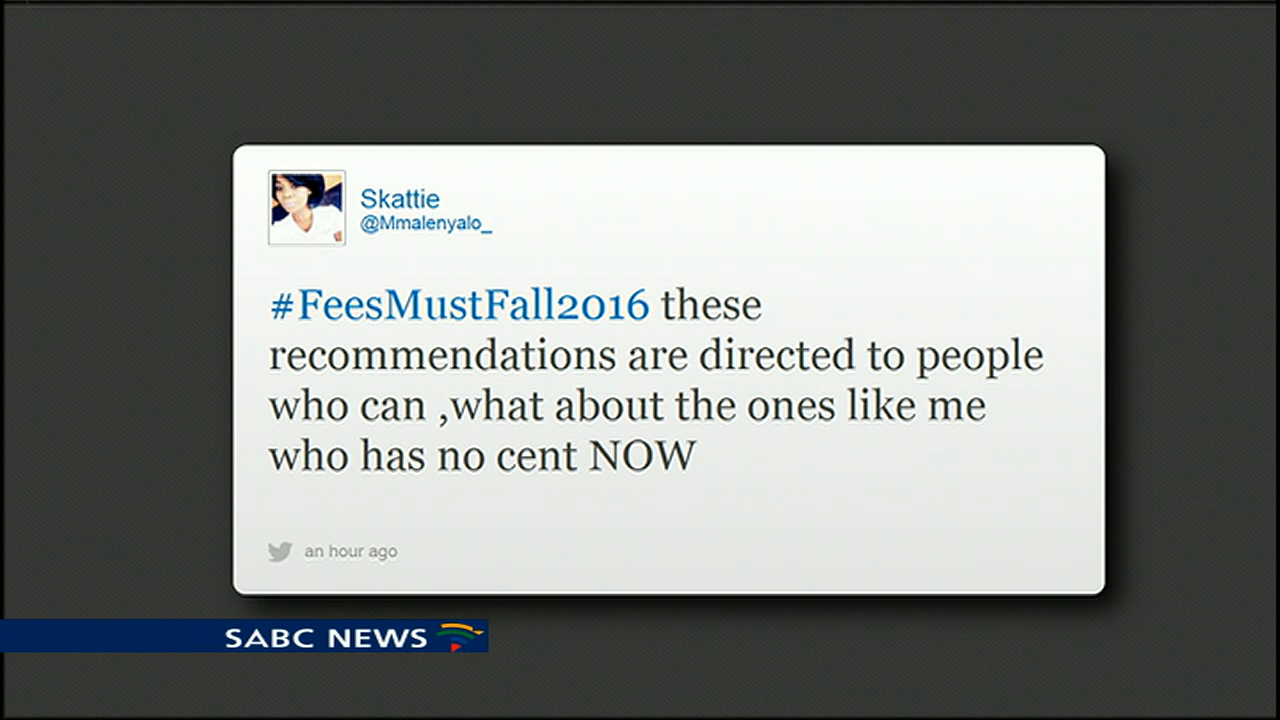 Skattie
@Mmalenyalo_
#FeesMustFall2016 these
recommendations are directed to people
who can ,what about the ones like me
who has no cent NOW
an hour ago
SABC NEWS